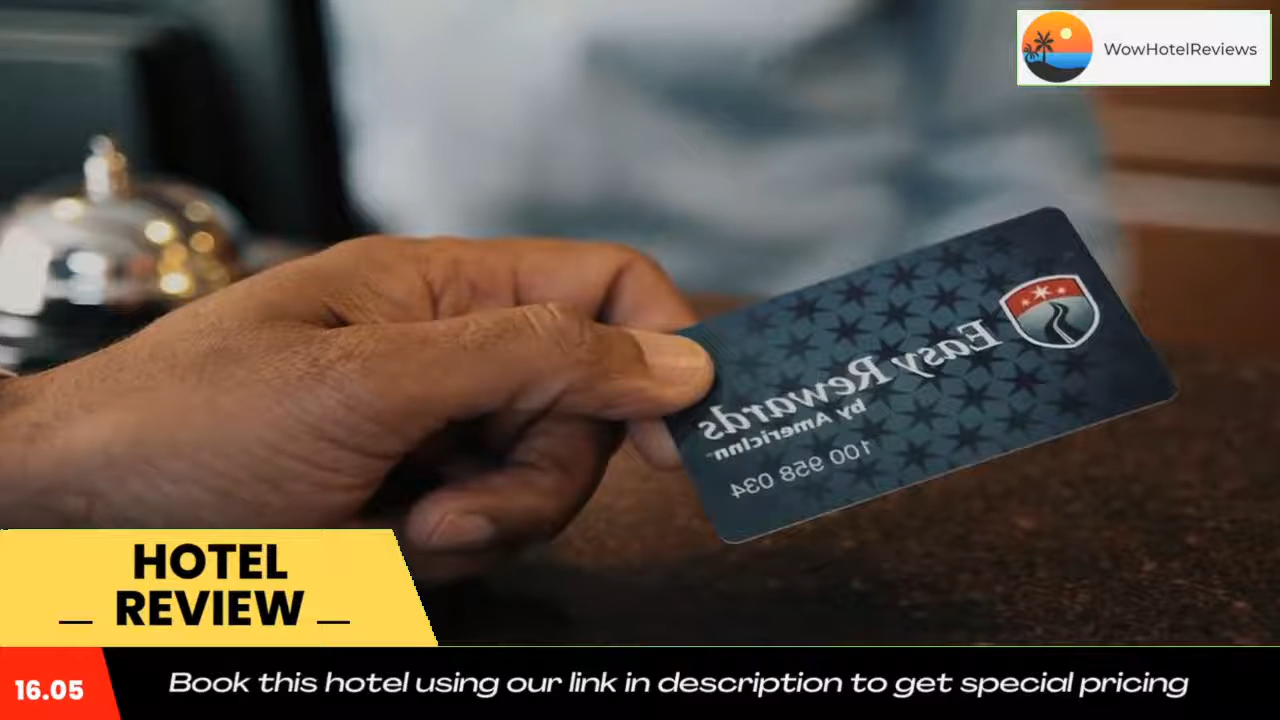 WowHotelReviews
Easy Rewards
by AmericInn™
100 958 034
HOTEL
REVIEW
16.05
Book this hotel using our link in description to get special pricing